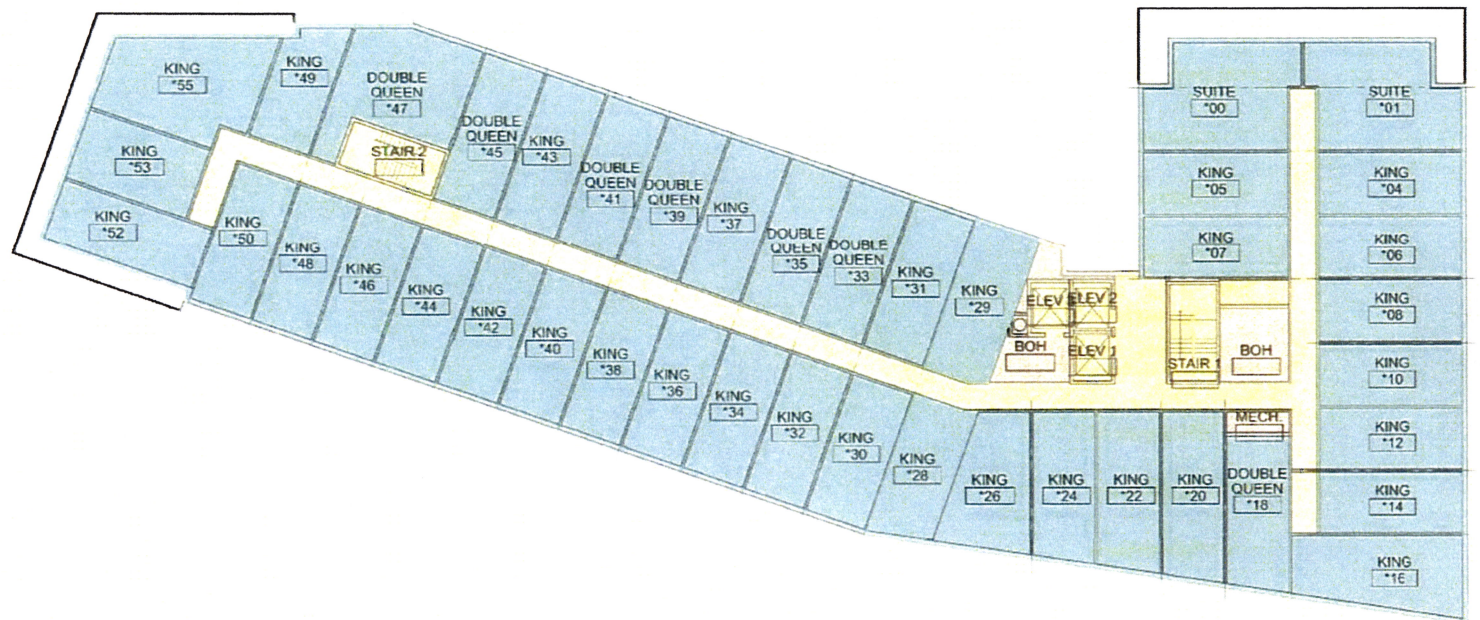 KING
*55
KING
*49
DOUBLE
QUEEN
*47
KING
*53
STAIR 2
DOUBLE
QUEEN
*45
KING
*43
DOUBLE
QUEEN
*41
DOUBLE
QUEEN
*39
KING
*37
DOUBLE
QUEEN
*35
DOUBLE
QUEEN
*33
KING
*31
KING
*29
KING
*52
KING
*50
KING
*48
KING
*46
KING
*44
KING
*42
KING
*40
KING
*38
KING
*36
KING
*34
KING
*32
KING
*30
KING
*28
KING
*26
KING
*24
KING
*22
KING
*20
DOUBLE
QUEEN
*18
ELEV 2
ELEV 1
BOH
STAIR 1
BOH
MECH.
SUITE
*00
SUITE
*01
KING
*05
KING
*04
KING
*07
KING
*06
KING
*08
KING
*10
KING
*12
KING
*14
KING
*16